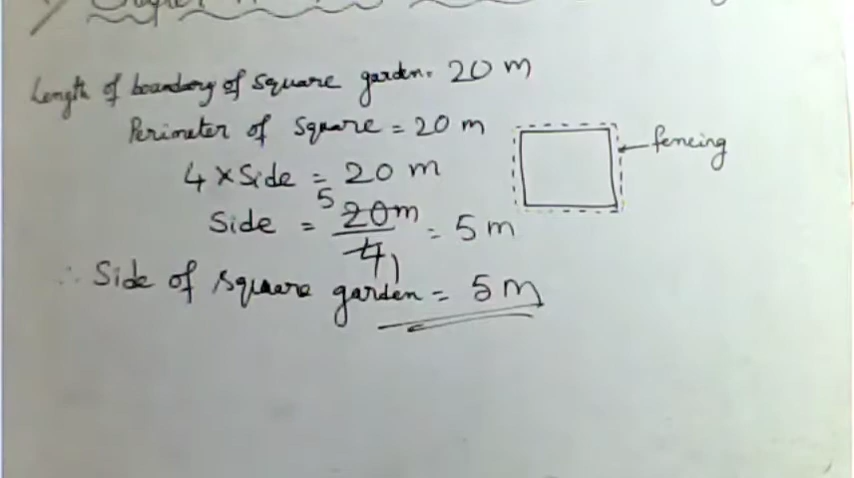 Length of boundary of square garden = 20 m
Perimeter of square = 20 m
fencing
4 × Side = 20 m
Side = 5 20m / 4 1 = 5 m
∴ Side of square garden = 5 m